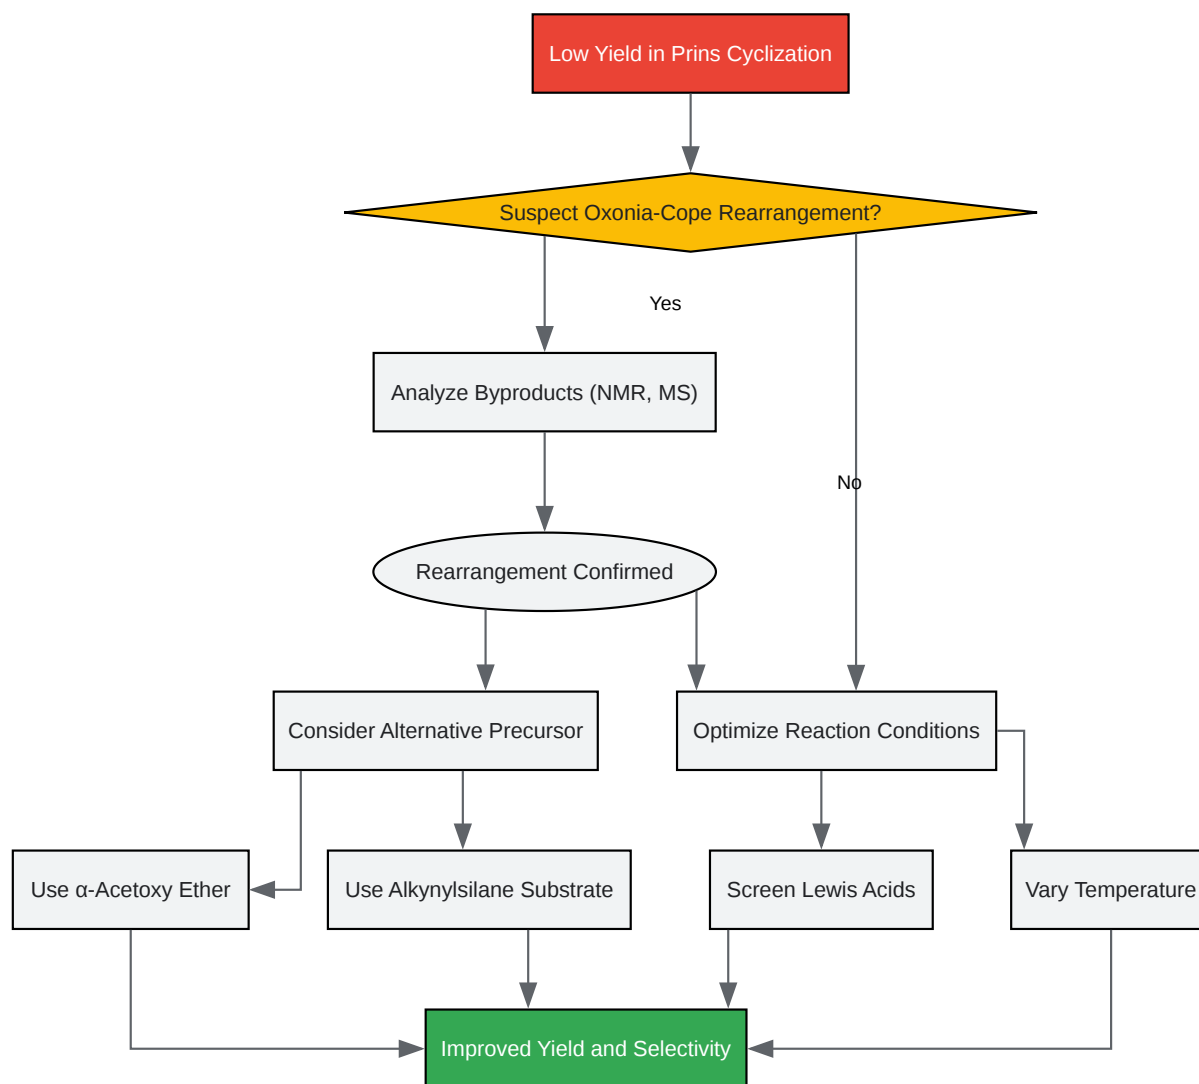 Low Yield in Prins Cyclization
Suspect Oxonia-Cope Rearrangement?
Yes
Analyze Byproducts (NMR, MS)
No
Rearrangement Confirmed
Consider Alternative Precursor
Optimize Reaction Conditions
Use α-Acetoxy Ether
Use Alkynylsilane Substrate
Screen Lewis Acids
Vary Temperature
Improved Yield and Selectivity